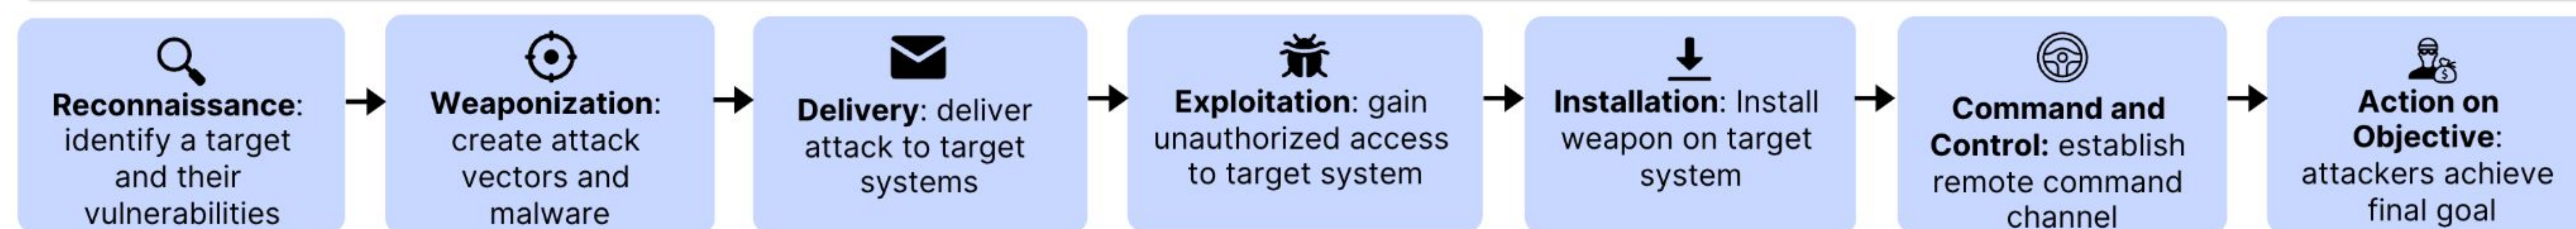 Reconnaissance:
identify a target
and their
vulnerabilities
Weaponization:
create attack
vectors and
malware
Delivery: deliver
attack to target
systems
Exploitation: gain
unauthorized access
to target system
Installation: Install
weapon on target
system
Command and
Control: establish
remote command
channel
Action on
Objective:
attackers achieve
final goal